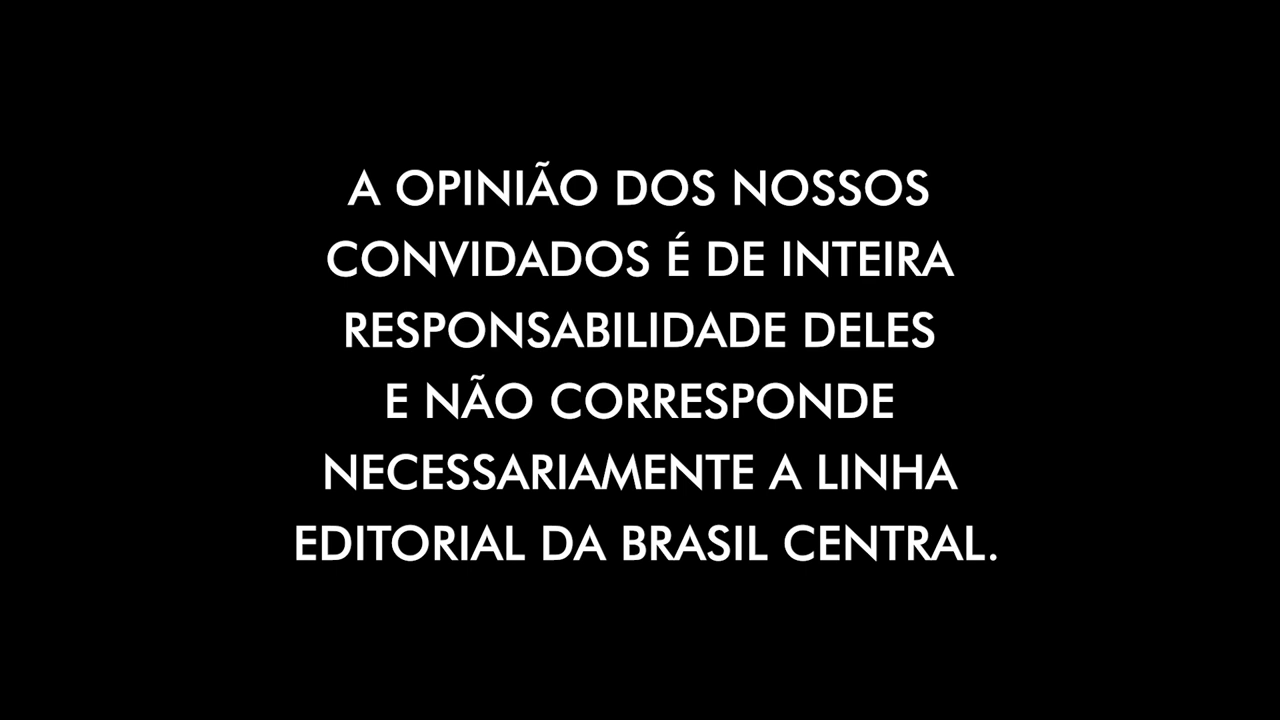 A OPINIÃO DOS NOSSOS
CONVIDADOS É DE INTEIRA
RESPONSABILIDADE DELES
E NÃO CORRESPONDE
NECESSARIAMENTE A LINHA
EDITORIAL DA BRASIL CENTRAL.